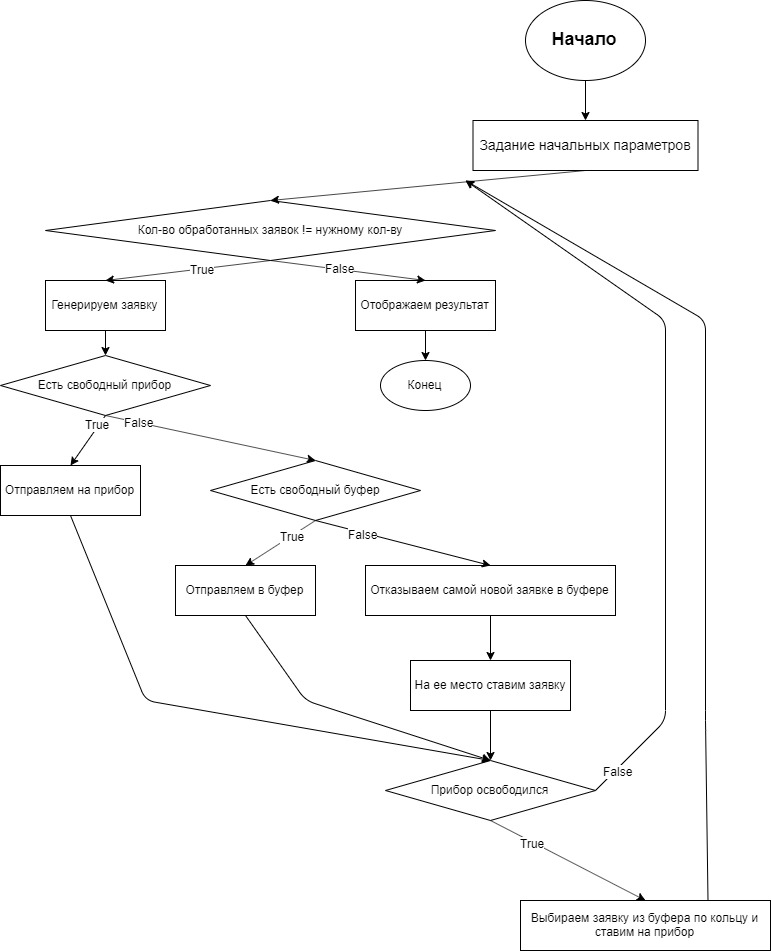 Начало
Задание начальных параметров
Кол-во обработанных заявок != нужному кол-ву
True
False
Генерируем заявку
Отображаем результат
Есть свободный прибор
Конец
True
False
Отправляем на прибор
Есть свободный буфер
True
False
Отправляем в буфер
Отказываем самой новой заявке в буфере
На ее место ставим заявку
False
Прибор освободился
True
Выбираем заявку из буфера по кольцу и
ставим на прибор